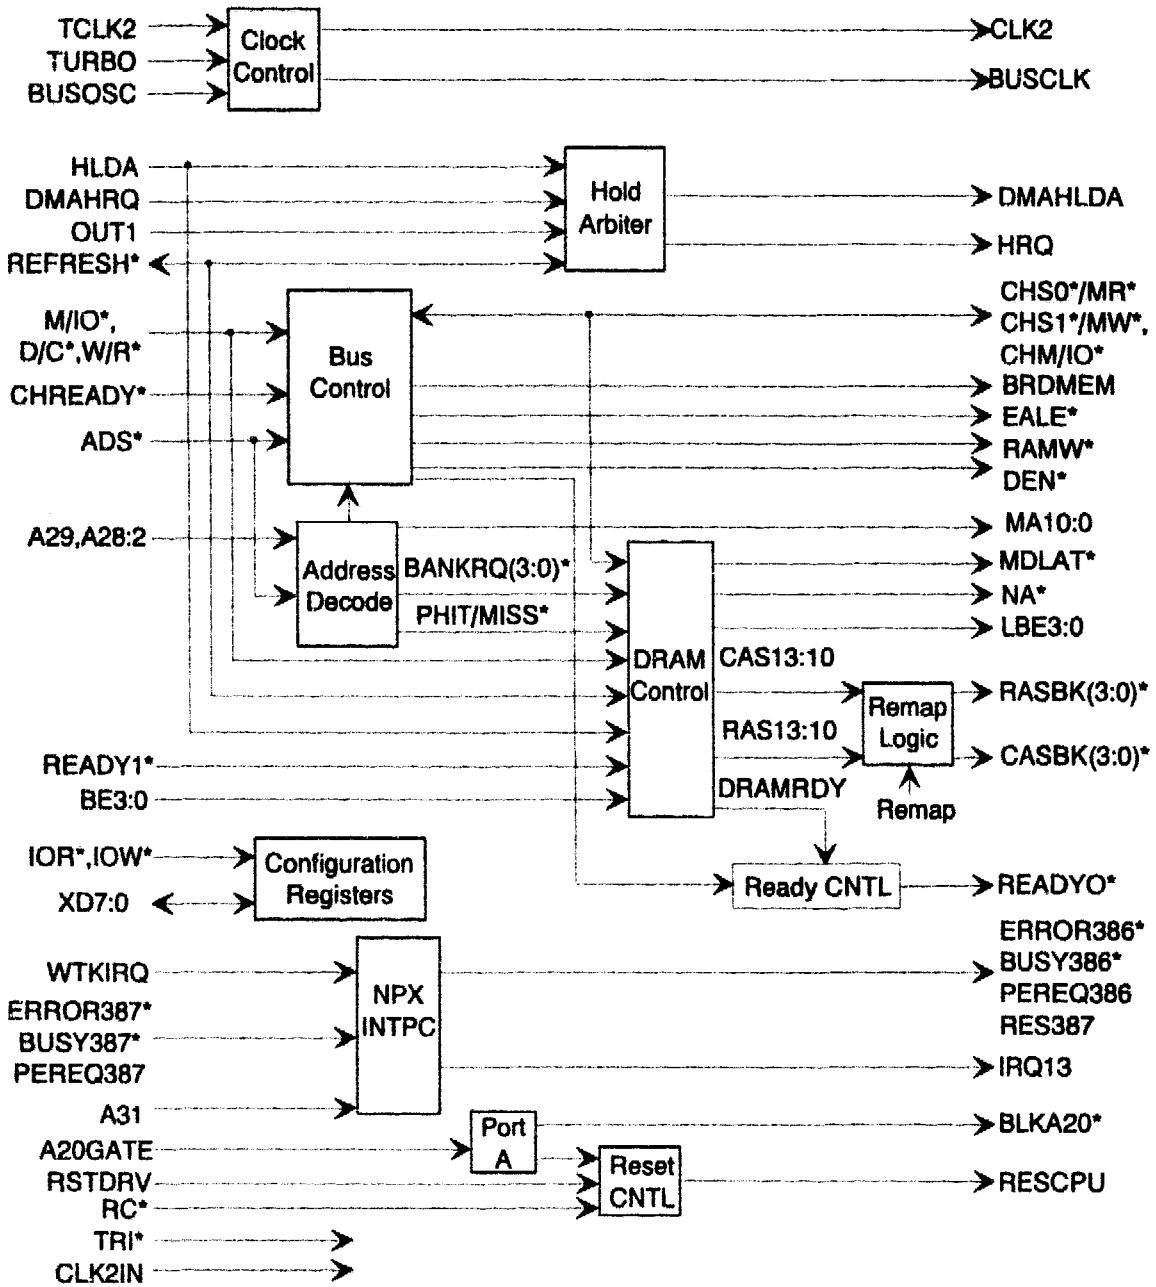 TCLK2
TURBO
BUSOSC
Clock
Control
CLK2
BUSCLK
HLDA
DMAHRQ
OUT1
REFRESH*
Hold
Arbiter
DMAHLDA
HRQ
M/IO*,
D/C*,W/R*
CHREADY*
ADS*
Bus
Control
CHS0*/MR*
CHS1*/MW*,
CHM/IO*
BRDMEM
EALE*
RAMW*
DEN*
A29,A28:2
Address
Decode
BANKRQ(3:0)*
PHIT/MISS*
MA10:0
MDLAT*
NA*
LBE3:0
DRAM
Control
CAS13:10
RAS13:10
DRAMRDY
Remap
Logic
Remap
RASBK(3:0)*
CASBK(3:0)*
READY1*
BE3:0
IOR*,IOW*
XD7:0
Configuration
Registers
Ready CNTL
READYO*
WTKIRQ
ERROR387*
BUSY387*
PEREQ387
A31
NPX
INTPC
ERROR386*
BUSY386*
PEREQ386
RES387
IRQ13
A20GATE
RSTDRV
RC*
Port
A
Reset
CNTL
BLKA20*
RESCPU
TRI*
CLK2IN